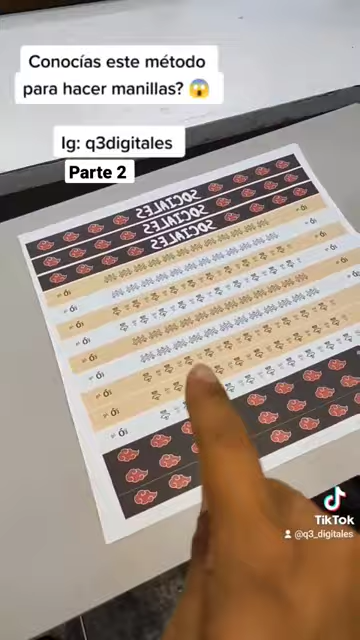 Conocías este método
para hacer manillas? 😱
Ig: q3digitales
Parte 2
SOCIALES
SOCIALES
SOCIALES
TikTok
@q3_digitales